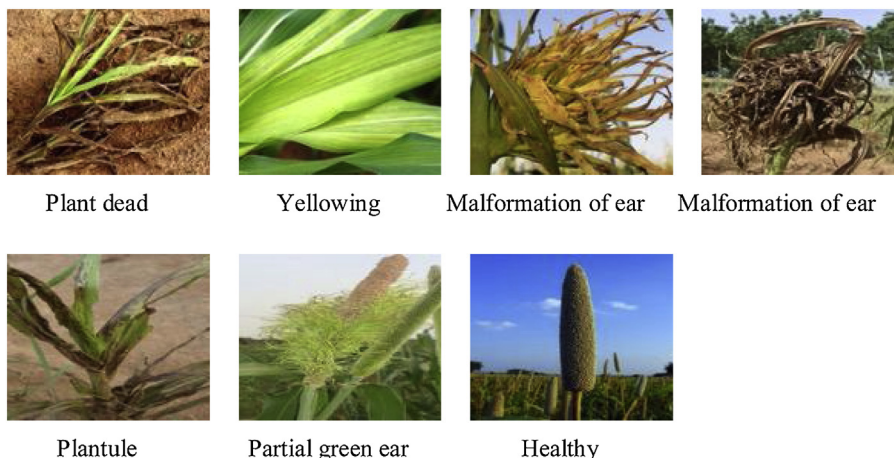 Plant dead
Yellowing
Malformation of ear
Malformation of ear
Plantule
Partial green ear
Healthy